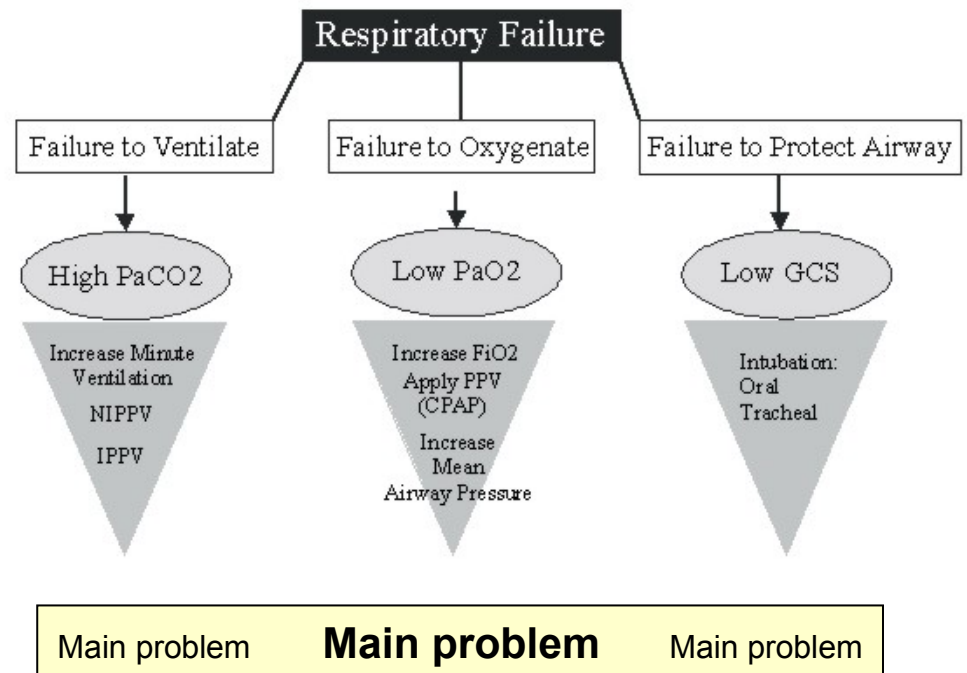 Respiratory Failure
Failure to Ventilate
Failure to Oxygenate
Failure to Protect Airway
High PaCO2
Low PaO2
Low GCS
Increase Minute
Ventilation
NIPPV
IPPV
Increase FiO2
Apply PPV
(CPAP)
Increase
Mean
Airway Pressure
Intubation:
Oral
Tracheal
Main problem Main problem Main problem